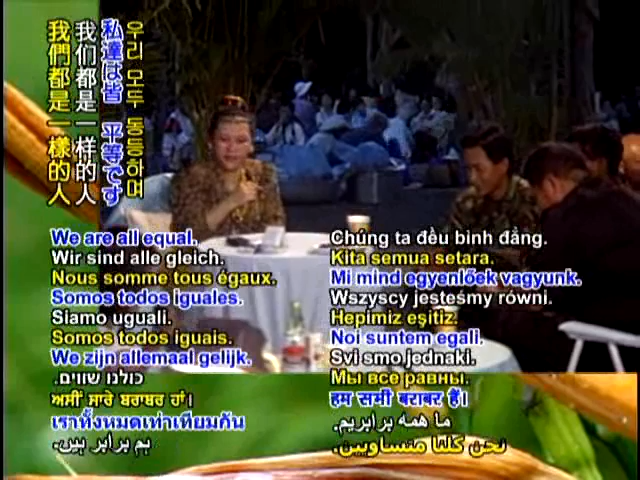 我們都是一樣的人
我们都是一样的人
私達は皆 平等です
우리 모두 동등하며
We are all equal.
Wir sind alle gleich.
Nous somme tous égaux.
Somos todos iguales.
Siamo uguali.
Somos todos iguais.
We zijn allemaal gelijk.
כולנו שווים.
ਅਸੀਂ ਸਾਰੇ ਬਰਾਬਰ ਹਾਂ।
เราทั้งหมดเท่าเทียมกัน
ہم برابر ہیں.
Chúng ta đều bình đẳng.
Kita semua setara.
Mi mind egyenlőek vagyunk.
Wszyscy jesteśmy równi.
Hepimiz eşitiz.
Noi suntem egali.
Svi smo jednaki.
Мы все равны.
हम सभी बराबर हैं।
ما همه برابریم.
نحن كلنا متساويين.